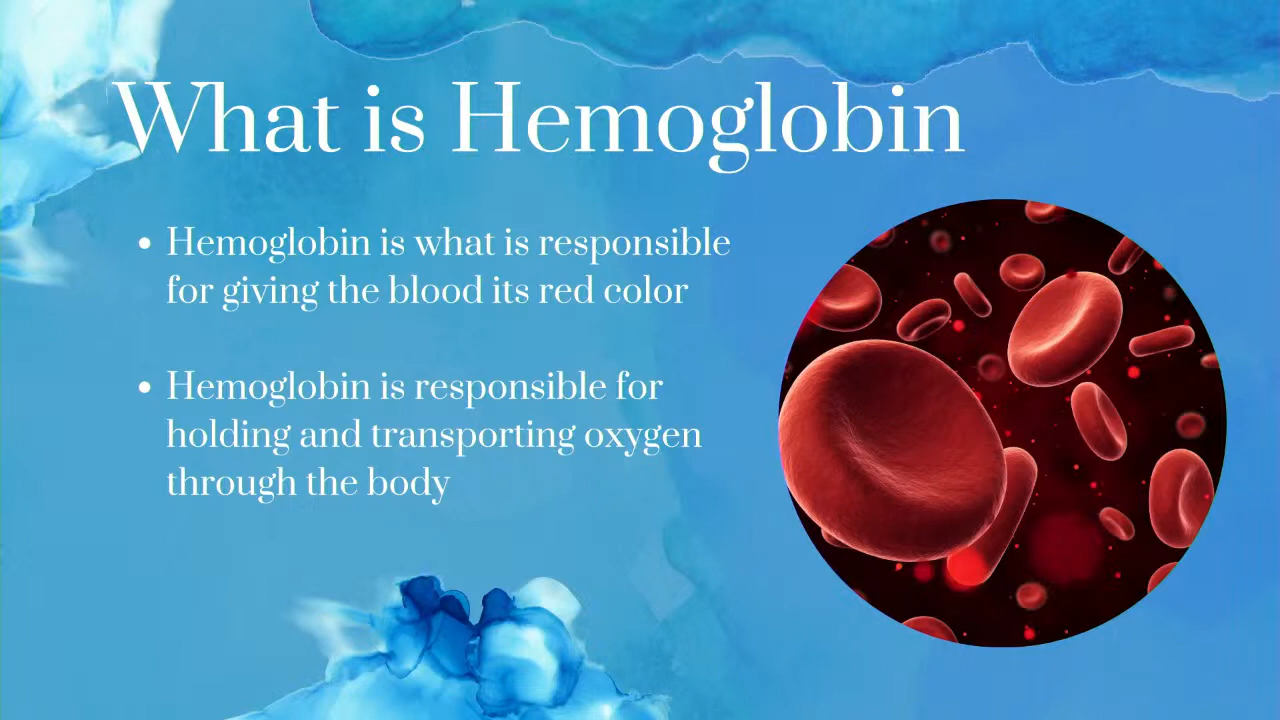 What is Hemoglobin
• Hemoglobin is what is responsible
for giving the blood its red color
• Hemoglobin is responsible for
holding and transporting oxygen
through the body